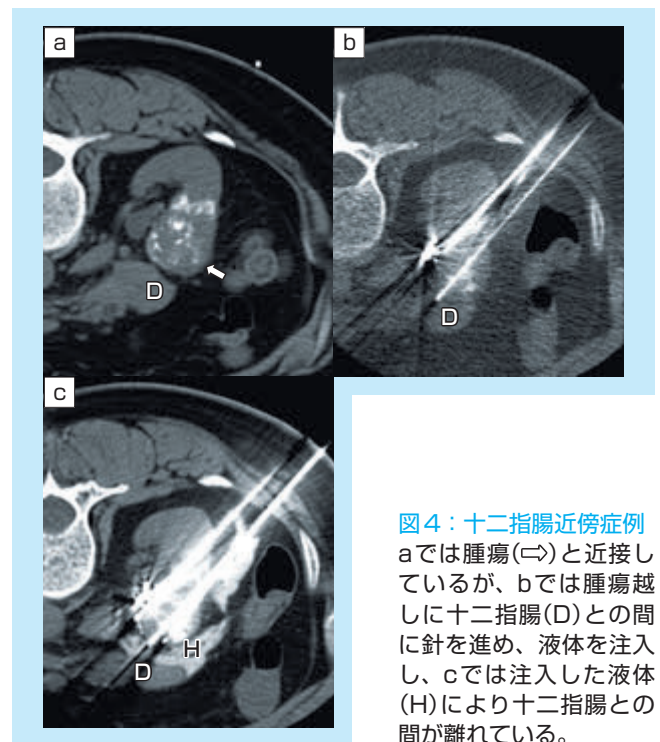 a
b
D
D
c
H
D
図4：十二指腸近傍症例
aでは腫瘍(⇨)と近接し
ているが、bでは腫瘍越
しに十二指腸(D)との間
に針を進め、液体を注入
し、cでは注入した液体
(H)により十二指腸との
間が離れている。